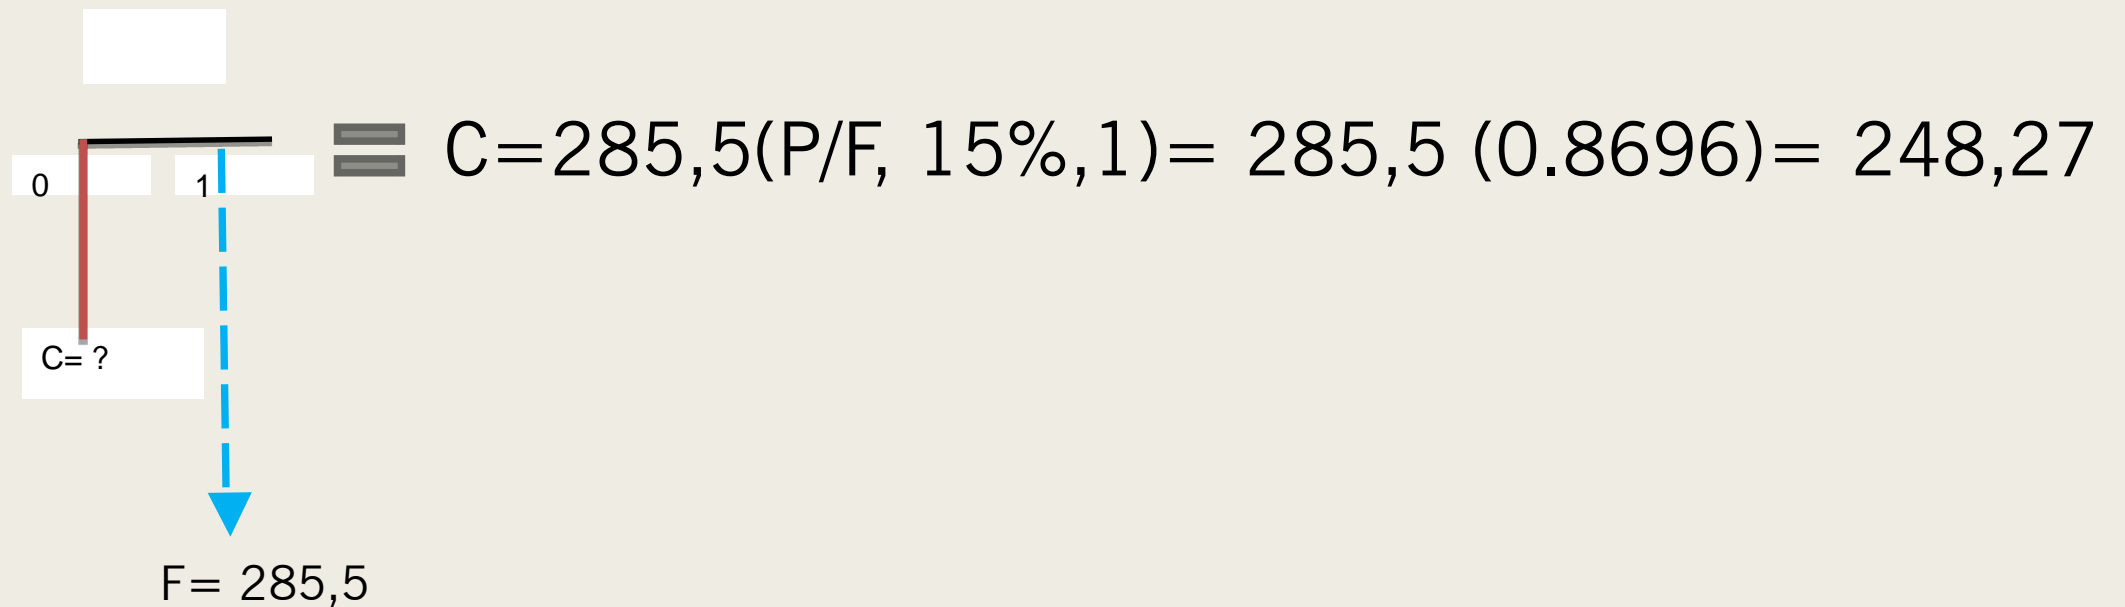 C=285,5(P/F, 15%,1)= 285,5 (0.8696)= 248,27
0
1
C= ?
F= 285,5